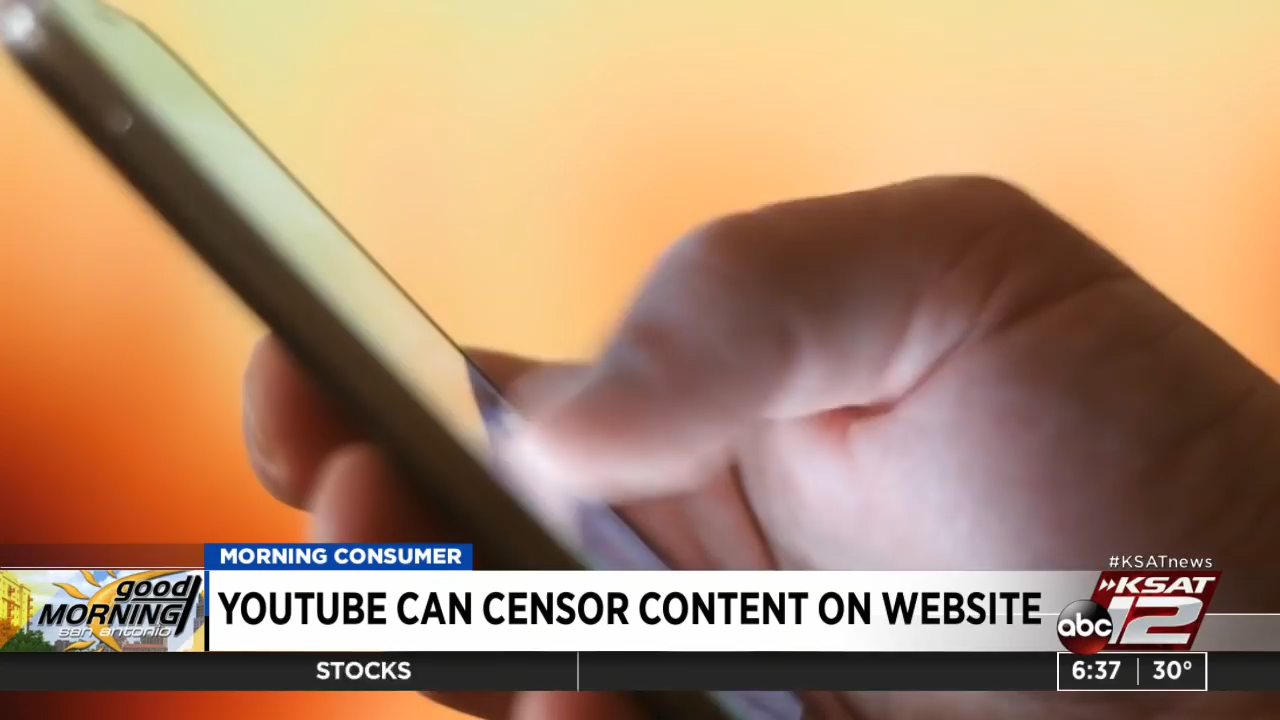 MORNING CONSUMER
#KSATnews
good
MORNING
san antonio
YOUTUBE CAN CENSOR CONTENT ON WEBSITE
KSAT
abc 12
STOCKS
6:37 30°